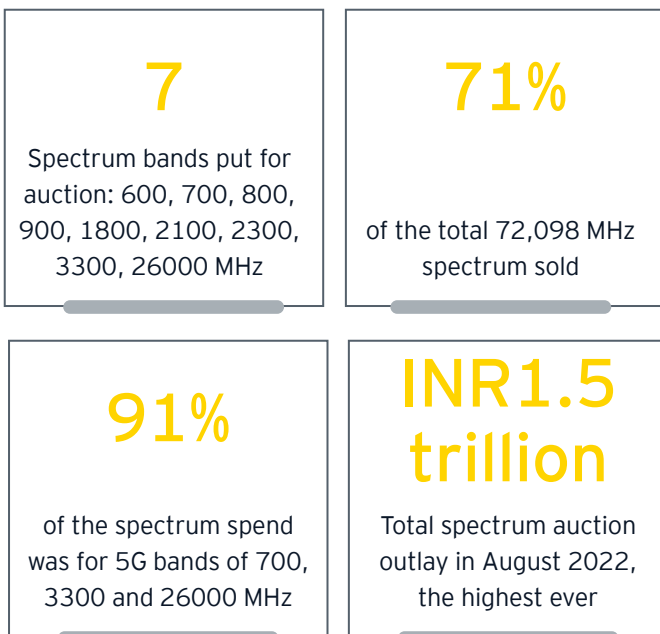 7
Spectrum bands put for
auction: 600, 700, 800,
900, 1800, 2100, 2300,
3300, 26000 MHz
71%
of the total 72,098 MHz
spectrum sold
91%
of the spectrum spend
was for 5G bands of 700,
3300 and 26000 MHz
INR1.5
trillion
Total spectrum auction
outlay in August 2022,
the highest ever